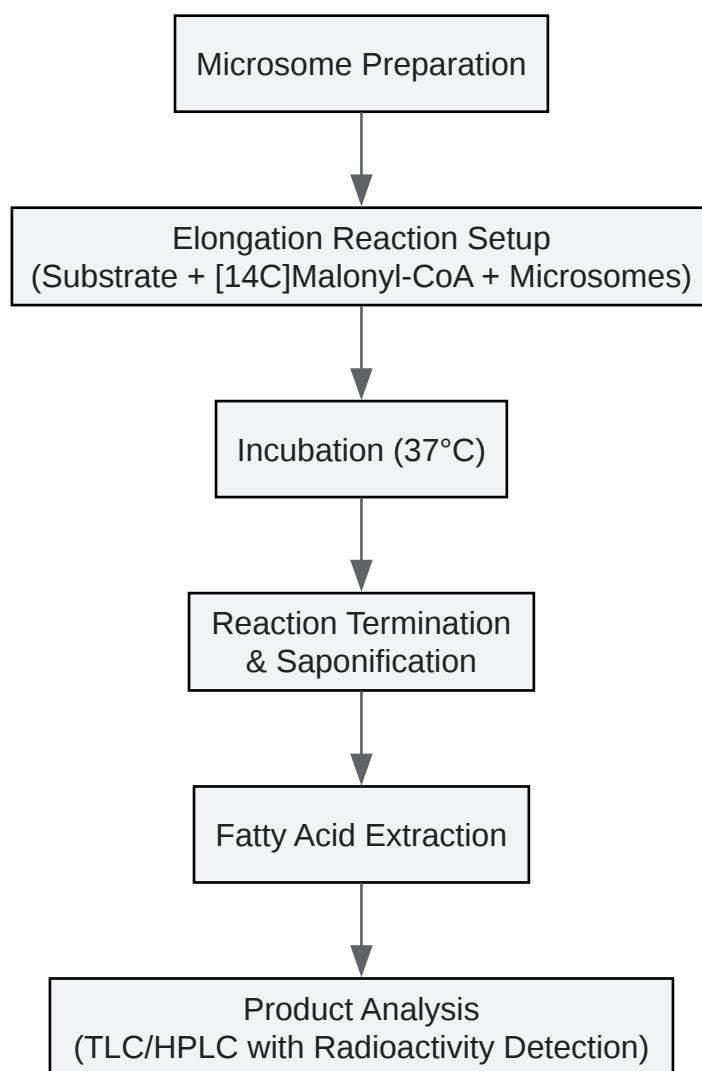 Microsome Preparation
Elongation Reaction Setup
(Substrate + [14C]Malonyl-CoA + Microsomes)
Incubation (37°C)
Reaction Termination
& Saponification
Fatty Acid Extraction
Product Analysis
(TLC/HPLC with Radioactivity Detection)